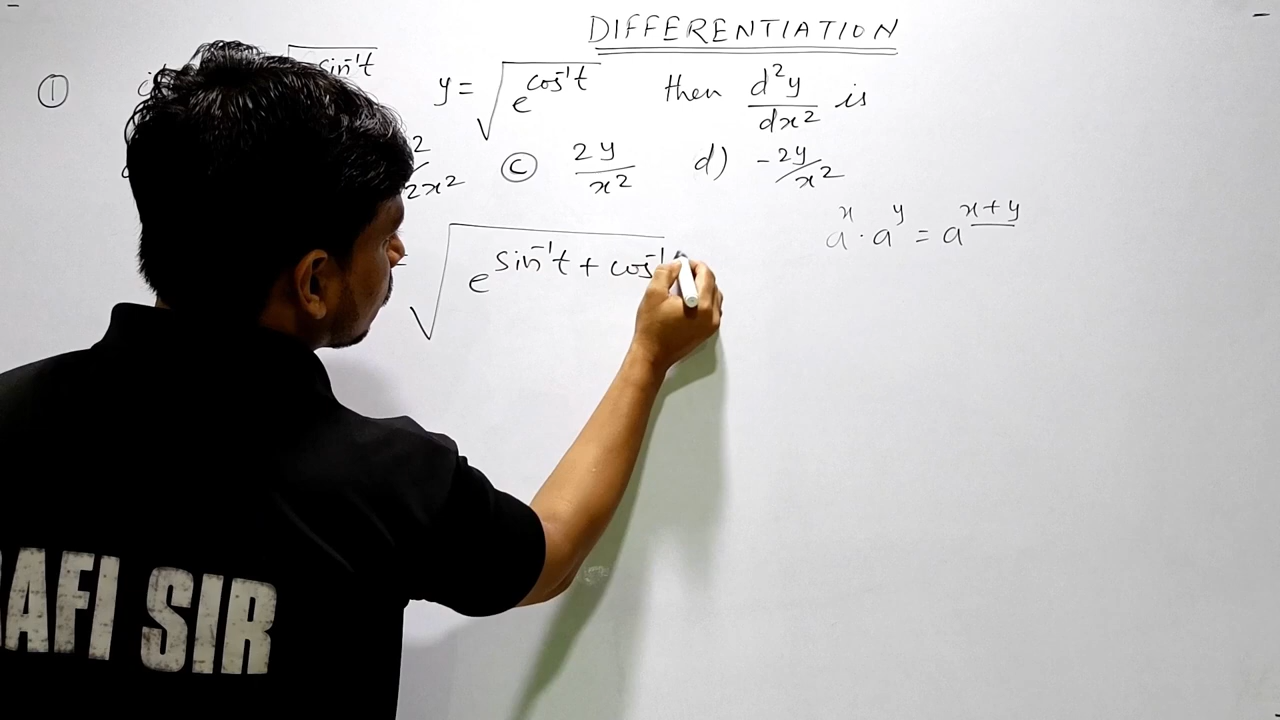 DIFFERENTIATION
① sin⁻¹t y = √e^cos⁻¹t then d²y/dx² is
2/2x² ⓒ 2y/x² d) -2y/x²
a^x · a^y = a^x+y
= √e^sin⁻¹t + cos⁻¹
AFI SIR